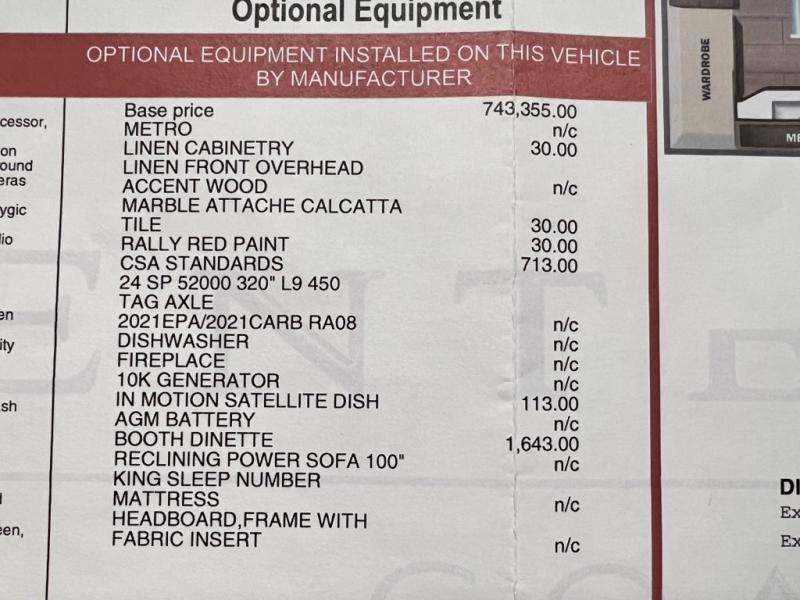 Optional Equipment
OPTIONAL EQUIPMENT INSTALLED ON THIS VEHICLE
BY MANUFACTURER
Base price 743,355.00
METRO n/c
LINEN CABINETRY 30.00
LINEN FRONT OVERHEAD
ACCENT WOOD n/c
MARBLE ATTACHE CALCATTA
TILE 30.00
RALLY RED PAINT 30.00
CSA STANDARDS 713.00
24 SP 52000 320" L9 450
TAG AXLE
2021EPA/2021CARB RA08 n/c
DISHWASHER n/c
FIREPLACE n/c
10K GENERATOR n/c
IN MOTION SATELLITE DISH 113.00
AGM BATTERY n/c
BOOTH DINETTE 1,643.00
RECLINING POWER SOFA 100" n/c
KING SLEEP NUMBER
MATTRESS n/c
HEADBOARD,FRAME WITH
FABRIC INSERT n/c
WARDROBE